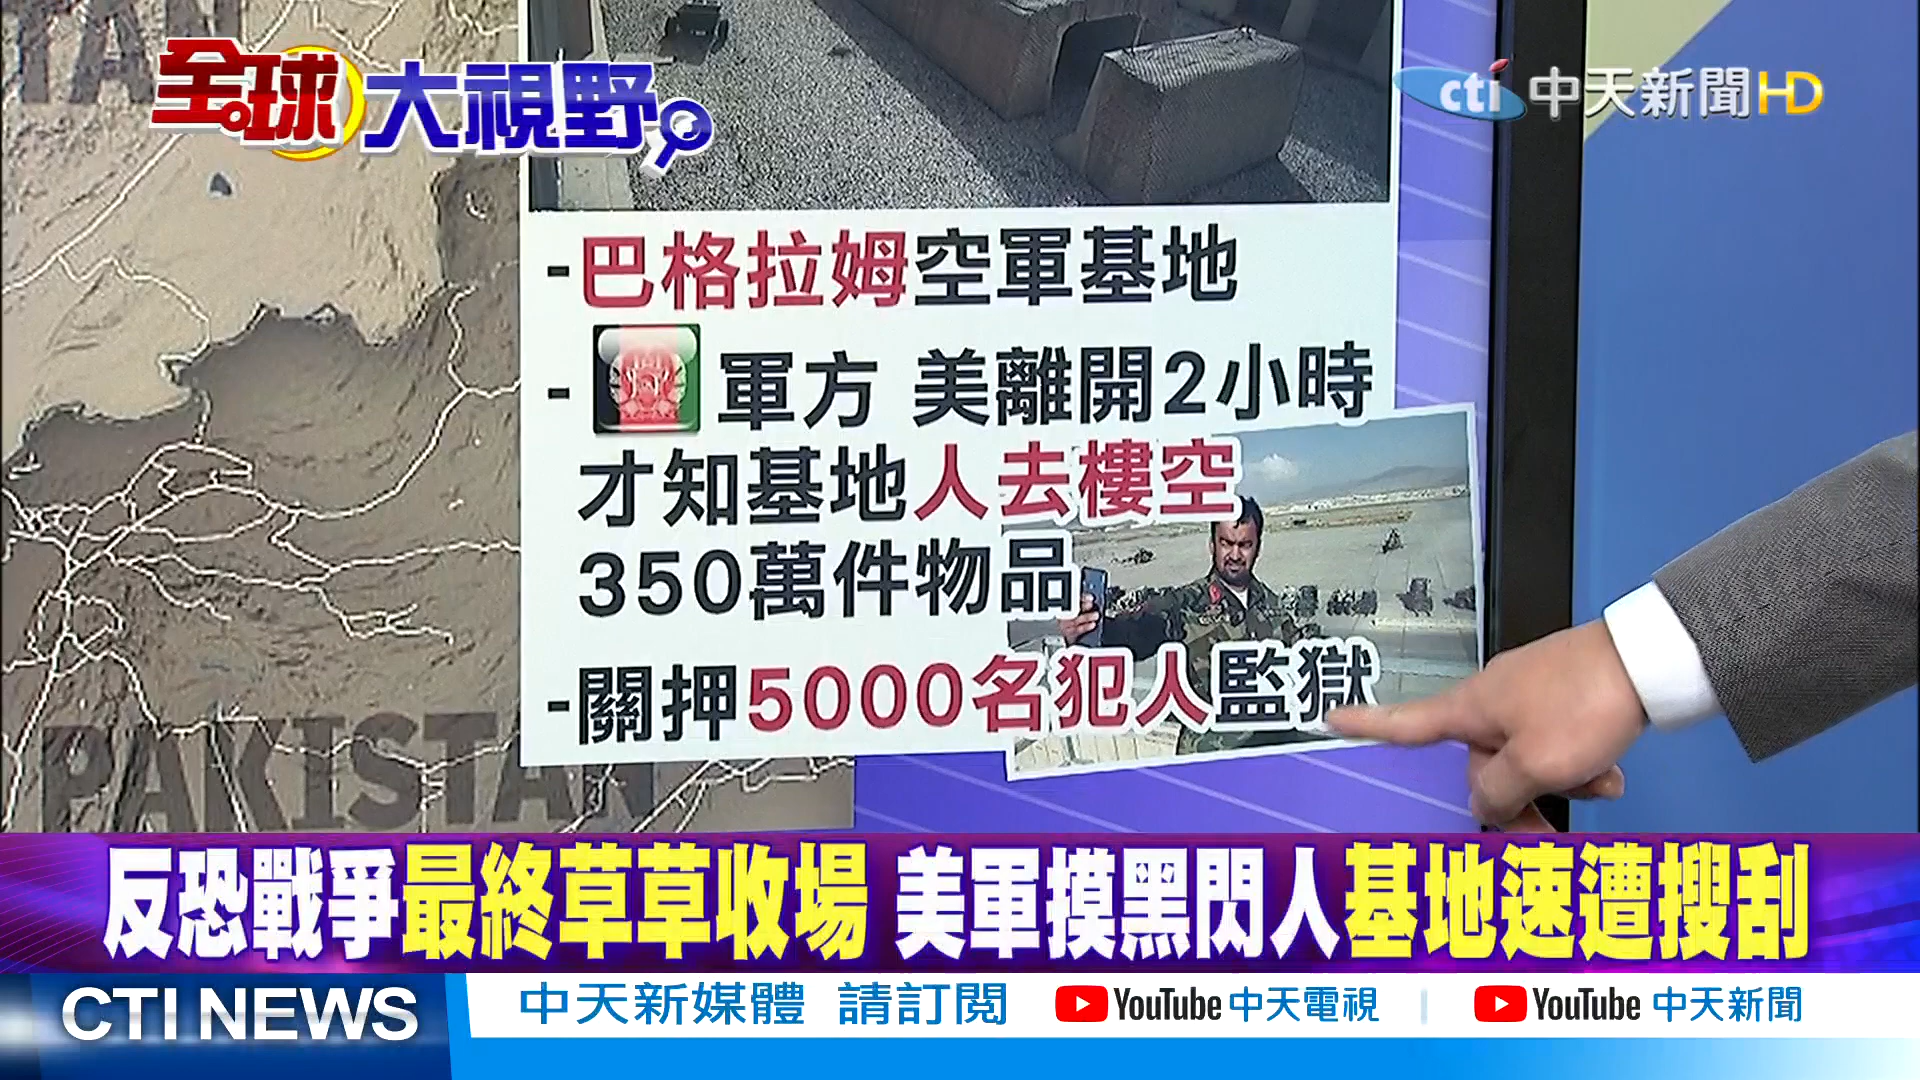 TAN
全球大視野
cti 中天新聞HD
-巴格拉姆空軍基地
- 軍方 美離開2小時
才知基地人去樓空
350萬件物品
-關押5000名犯人監獄
PAKISTAN
反恐戰爭最終草草收場 美軍摸黑閃人基地速遭搜刮
CTI NEWS
中天新媒體 請訂閱 YouTube 中天電視 | YouTube 中天新聞